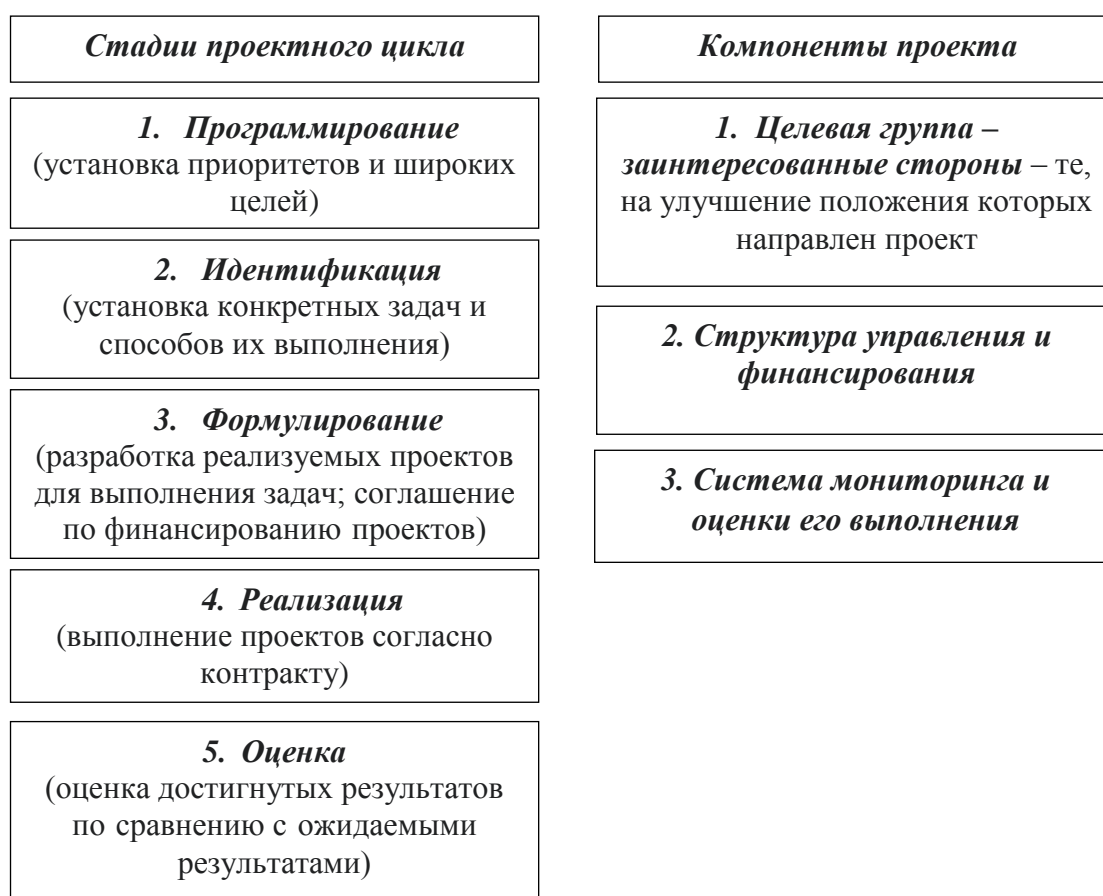 Стадии проектного цикла
1. Программирование
(установка приоритетов и широких
целей)
2. Идентификация
(установка конкретных задач и
способов их выполнения)
3. Формулирование
(разработка реализуемых проектов
для выполнения задач; соглашение
по финансированию проектов)
4. Реализация
(выполнение проектов согласно
контракту)
5. Оценка
(оценка достигнутых результатов
по сравнению с ожидаемыми
результатами)
Компоненты проекта
1. Целевая группа –
заинтересованные стороны – те,
на улучшение положения которых
направлен проект
2. Структура управления и
финансирования
3. Система мониторинга и
оценки его выполнения